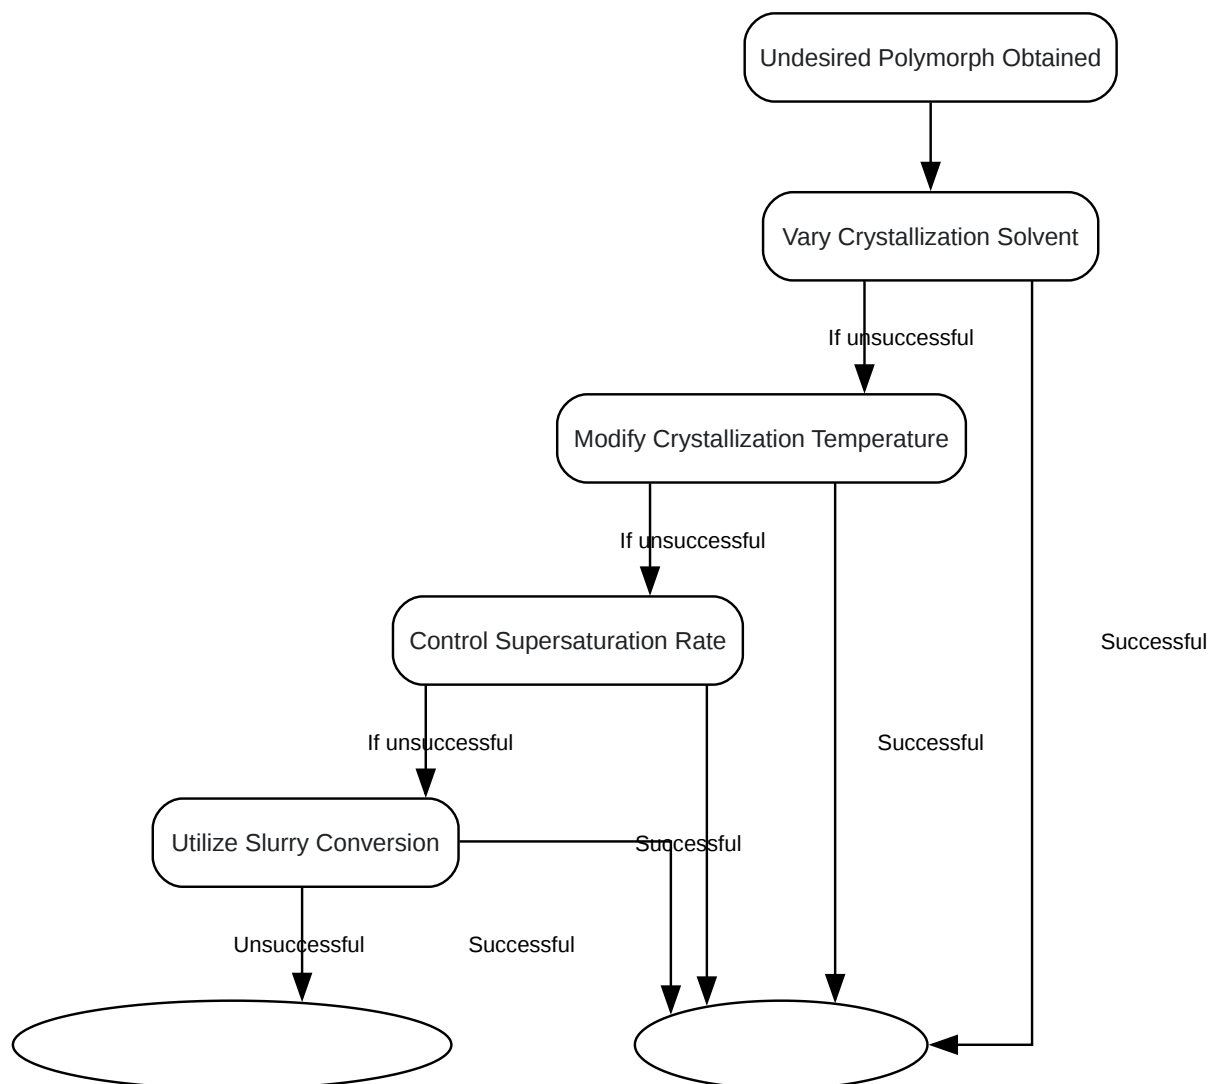 Undesired Polymorph Obtained
Vary Crystallization Solvent
If unsuccessful
Modify Crystallization Temperature
If unsuccessful
Control Supersaturation Rate
Successful
If unsuccessful
Successful
Utilize Slurry Conversion
Successful
Unsuccessful
Successful